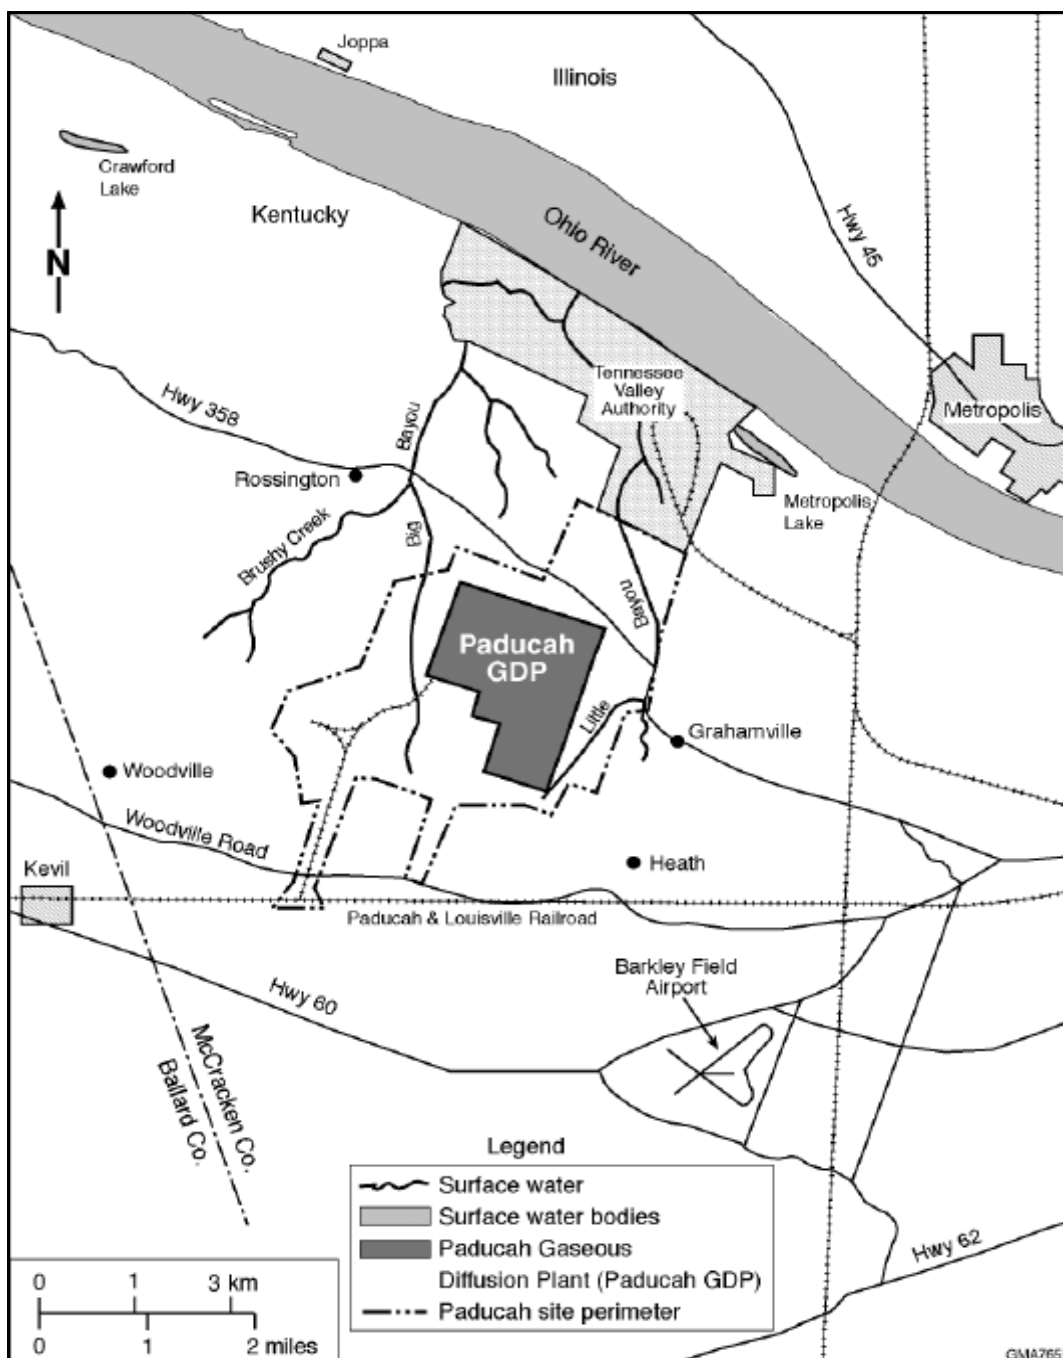 Joppa
Illinois
Crawford
Lake
Kentucky
N
Ohio River
Hwy 45
Hwy 358
Tennessee
Valley
Authority
Metropolis
Bayou
Rossington
Metropolis
Lake
Brushy Creek
Big
Bayou
Paducah
GDP
Little
Grahamville
Woodville
Woodville Road
Heath
Kevil
Paducah & Louisville Railroad
Barkley Field
Airport
Hwy 60
McCracken Co.
Ballard Co.
Legend
Surface water
Surface water bodies
Paducah Gaseous
Diffusion Plant (Paducah GDP)
Paducah site perimeter
Hwy 62
0 1 3 km
0 1 2 miles